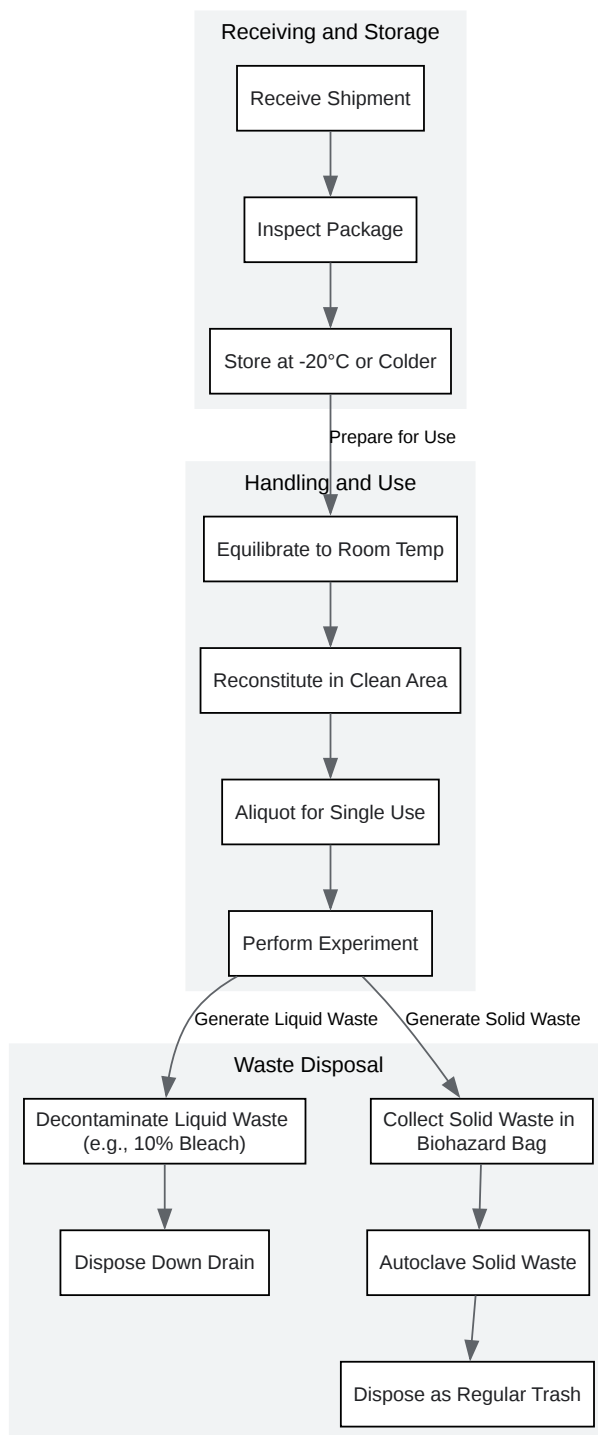 Receiving and Storage
Receive Shipment
Inspect Package
Store at -20°C or Colder
Prepare for Use
Handling and Use
Equilibrate to Room Temp
Reconstitute in Clean Area
Aliquot for Single Use
Perform Experiment
Generate Liquid Waste
Generate Solid Waste
Waste Disposal
Decontaminate Liquid Waste
(e.g., 10% Bleach)
Collect Solid Waste in
Biohazard Bag
Dispose Down Drain
Autoclave Solid Waste
Dispose as Regular Trash